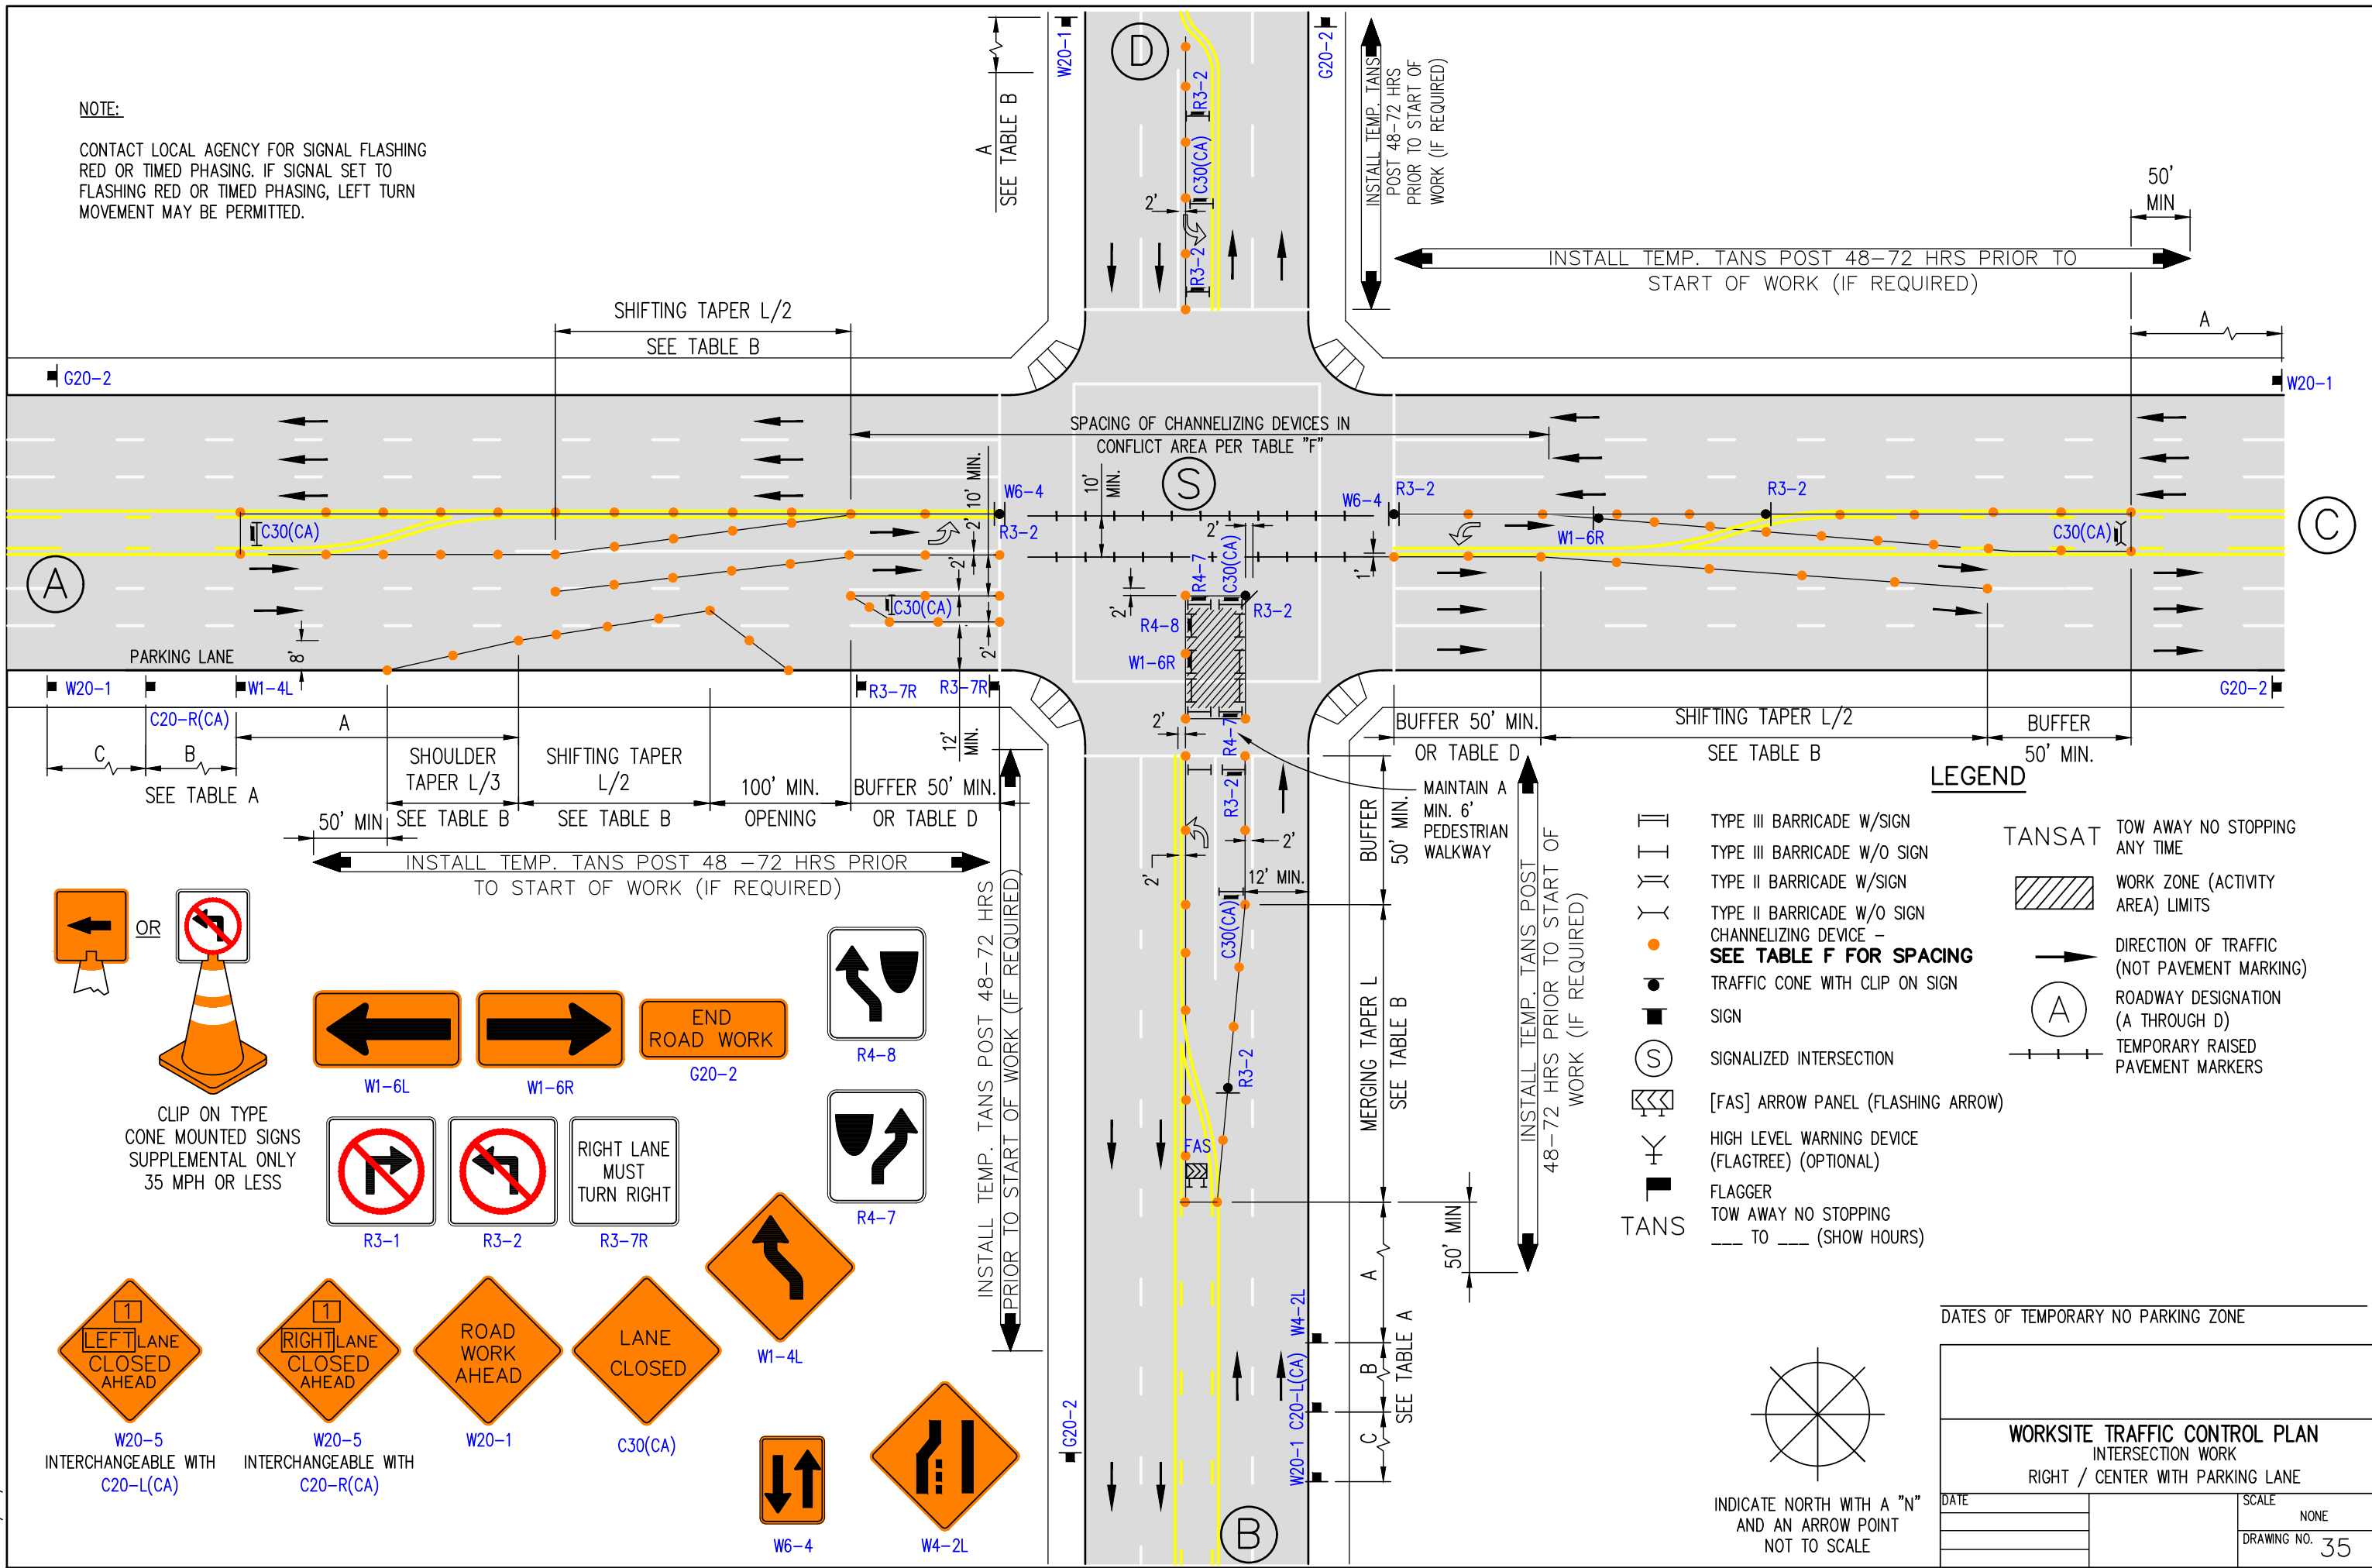 NOTE:
CONTACT LOCAL AGENCY FOR SIGNAL FLASHING
RED OR TIMED PHASING. IF SIGNAL SET TO
FLASHING RED OR TIMED PHASING, LEFT TURN
MOVEMENT MAY BE PERMITTED.
A
SEE TABLE B
W20-1
D
R3-2
C30(CA)
2'
R3-2
G20-2
INSTALL TEMP. TANS
POST 48-72 HRS
PRIOR TO START OF
WORK (IF REQUIRED)
50'
MIN
INSTALL TEMP. TANS POST 48-72 HRS PRIOR TO
START OF WORK (IF REQUIRED)
A
SHIFTING TAPER L/2
SEE TABLE B
G20-2
W20-1
SPACING OF CHANNELIZING DEVICES IN
CONFLICT AREA PER TABLE "F"
S
10'
MIN.
10' MIN.
2'
W6-4
R3-2
W6-4
R3-2
R3-2
W1-6R
C30(CA)
C
C30(CA)
A
2'
C30(CA)
2'
12'
MIN.
2'
R4-7
C30(CA)
R3-2
2'
R4-8
W1-6R
1'
PARKING LANE
8'
W20-1
C20-R(CA)
W1-4L
R3-7R
R3-7R
G20-2
C
B
SEE TABLE A
A
SHOULDER
TAPER L/3
SEE TABLE B
SHIFTING TAPER
L/2
SEE TABLE B
100' MIN.
OPENING
BUFFER 50' MIN.
OR TABLE D
50' MIN
INSTALL TEMP. TANS POST 48 -72 HRS PRIOR
TO START OF WORK (IF REQUIRED)
BUFFER 50' MIN.
OR TABLE D
SHIFTING TAPER L/2
SEE TABLE B
BUFFER
50' MIN.
2'
R4-7
R3-2
MAINTAIN A
MIN. 6'
PEDESTRIAN
WALKWAY
BUFFER
50' MIN.
2'
2'
12' MIN.
C30(CA)
MERGING TAPER L
SEE TABLE B
R3-2
FAS
A
B
C
SEE TABLE A
50' MIN
W4-2L
C20-L(CA)
W20-1
G20-2
B
INSTALL TEMP. TANS POST 48-72 HRS
PRIOR TO START OF WORK (IF REQUIRED)
INSTALL TEMP. TANS POST
48-72 HRS PRIOR TO START OF
WORK (IF REQUIRED)
OR
CLIP ON TYPE
CONE MOUNTED SIGNS
SUPPLEMENTAL ONLY
35 MPH OR LESS
W1-6L
W1-6R
END
ROAD WORK
G20-2
R4-8
R3-1
R3-2
RIGHT LANE
MUST
TURN RIGHT
R3-7R
R4-7
W1-4L
1
LEFT LANE
CLOSED
AHEAD
W20-5
INTERCHANGEABLE WITH
C20-L(CA)
1
RIGHT LANE
CLOSED
AHEAD
W20-5
INTERCHANGEABLE WITH
C20-R(CA)
ROAD
WORK
AHEAD
W20-1
LANE
CLOSED
C30(CA)
W6-4
W4-2L
LEGEND
TYPE III BARRICADE W/SIGN
TYPE III BARRICADE W/O SIGN
TYPE II BARRICADE W/SIGN
TYPE II BARRICADE W/O SIGN
CHANNELIZING DEVICE -
SEE TABLE F FOR SPACING
TRAFFIC CONE WITH CLIP ON SIGN
SIGN
S
SIGNALIZED INTERSECTION
[FAS] ARROW PANEL (FLASHING ARROW)
HIGH LEVEL WARNING DEVICE
(FLAGTREE) (OPTIONAL)
FLAGGER
TANS
TOW AWAY NO STOPPING
___ TO ___ (SHOW HOURS)
TANSAT
TOW AWAY NO STOPPING
ANY TIME
WORK ZONE (ACTIVITY
AREA) LIMITS
DIRECTION OF TRAFFIC
(NOT PAVEMENT MARKING)
A
ROADWAY DESIGNATION
(A THROUGH D)
TEMPORARY RAISED
PAVEMENT MARKERS
INDICATE NORTH WITH A "N"
AND AN ARROW POINT
NOT TO SCALE
DATES OF TEMPORARY NO PARKING ZONE
WORKSITE TRAFFIC CONTROL PLAN
INTERSECTION WORK
RIGHT / CENTER WITH PARKING LANE
DATE
SCALE
NONE
DRAWING NO. 35